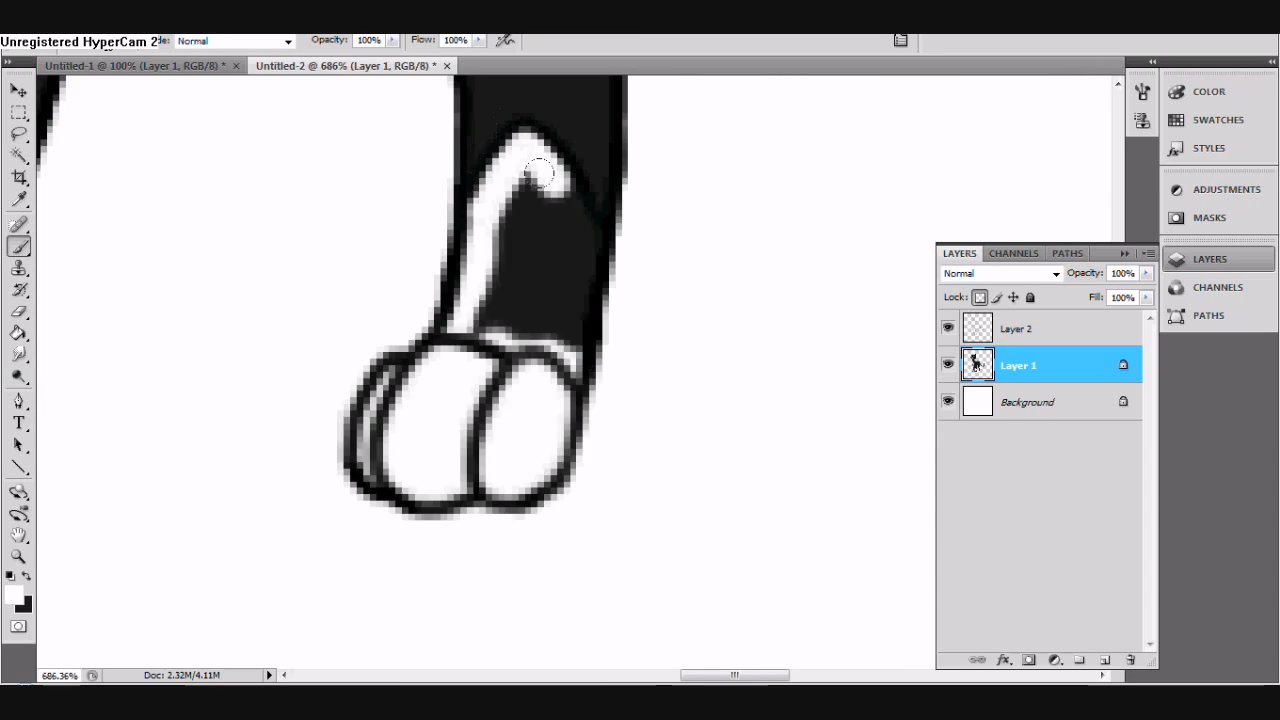 Unregistered HyperCam 2
de: Normal Opacity: 100% Flow: 100%
Untitled-1 @ 100% (Layer 1, RGB/8) * × Untitled-2 @ 686% (Layer 1, RGB/8) * ×
COLOR
SWATCHES
STYLES
ADJUSTMENTS
MASKS
LAYERS
CHANNELS
PATHS
LAYERS CHANNELS PATHS
Normal Opacity: 100%
Lock: Fill: 100%
Layer 2
Layer 1
Background
686.36% Doc: 2.32M/4.11M